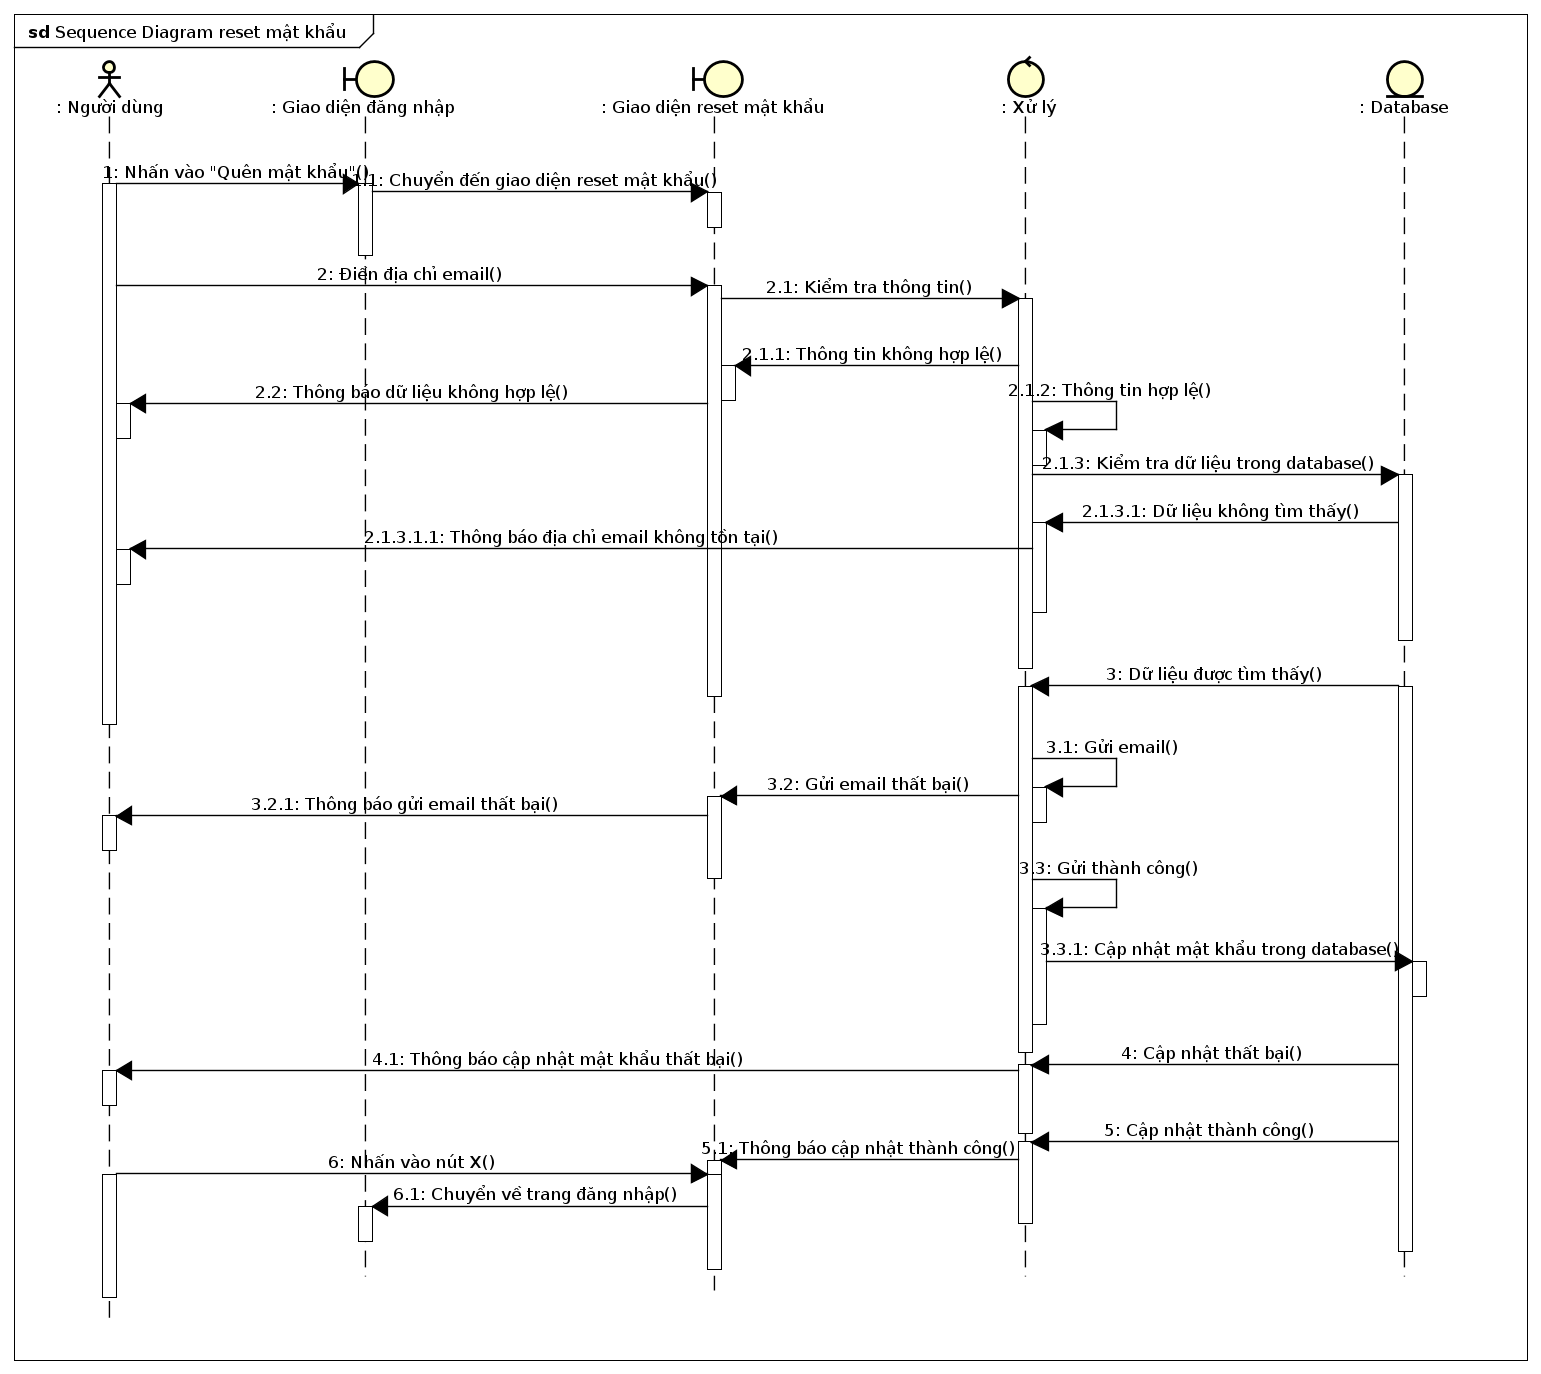 sd Sequence Diagram reset mật khẩu
: Người dùng
: Giao diện đăng nhập
: Giao diện reset mật khẩu
: Xử lý
: Database
1: Nhấn vào "Quên mật khẩu"()
1.1: Chuyển đến giao diện reset mật khẩu()
2: Điền địa chỉ email()
2.1: Kiểm tra thông tin()
2.1.1: Thông tin không hợp lệ()
2.2: Thông báo dữ liệu không hợp lệ()
2.1.2: Thông tin hợp lệ()
2.1.3: Kiểm tra dữ liệu trong database()
2.1.3.1: Dữ liệu không tìm thấy()
2.1.3.1.1: Thông báo địa chỉ email không tồn tại()
3: Dữ liệu được tìm thấy()
3.1: Gửi email()
3.2: Gửi email thất bại()
3.2.1: Thông báo gửi email thất bại()
3.3: Gửi thành công()
3.3.1: Cập nhật mật khẩu trong database()
4: Cập nhật thất bại()
4.1: Thông báo cập nhật mật khẩu thất bại()
5: Cập nhật thành công()
5.1: Thông báo cập nhật thành công()
6: Nhấn vào nút X()
6.1: Chuyển về trang đăng nhập()